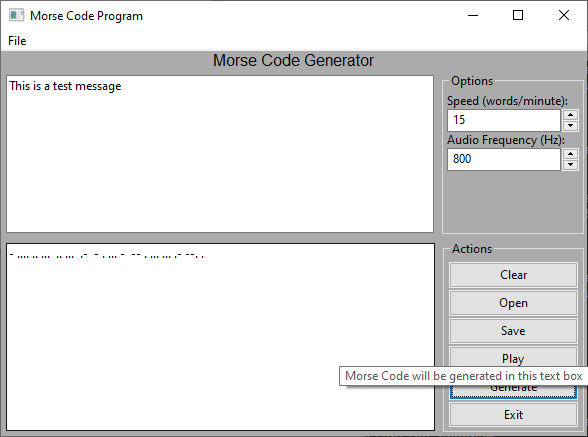 Morse Code Program
File
Morse Code Generator
This is a test message
Options
Speed (words/minute):
15
Audio Frequency (Hz):
800
- .... .. ...  .. ...  .-  - . ... -  -- . ... ... .- --. .
Actions
Clear
Open
Save
Play
Morse Code will be generated in this text box
Generate
Exit